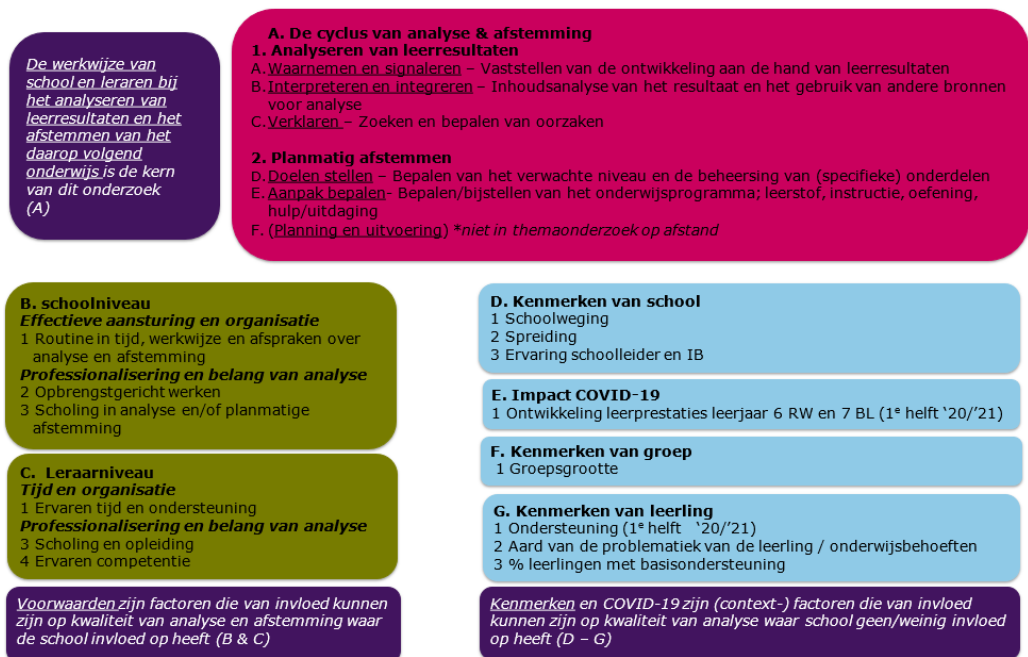 De werkwijze van
school en leraren bij
het analyseren van
leerresultaten en het
afstemmen van het
daarop volgend
onderwijs is de kern
van dit onderzoek
(A)
A. De cyclus van analyse & afstemming
1. Analyseren van leerresultaten
A. Waarnemen en signaleren – Vaststellen van de ontwikkeling aan de hand van leerresultaten
B. Interpreteren en integreren – Inhoudsanalyse van het resultaat en het gebruik van andere bronnen
voor analyse
C. Verklaren – Zoeken en bepalen van oorzaken
2. Planmatig afstemmen
D. Doelen stellen – Bepalen van het verwachte niveau en de beheersing van (specifieke) onderdelen
E. Aanpak bepalen- Bepalen/bijstellen van het onderwijsprogramma; leerstof, instructie, oefening,
hulp/uitdaging
F. (Planning en uitvoering) *niet in themaonderzoek op afstand
B. schoolniveau
Effectieve aansturing en organisatie
1 Routine in tijd, werkwijze en afspraken over
analyse en afstemming
Professionalisering en belang van analyse
2 Opbrengstgericht werken
3 Scholing in analyse en/of planmatige
afstemming
C. Leraarniveau
Tijd en organisatie
1 Ervaren tijd en ondersteuning
Professionalisering en belang van analyse
3 Scholing en opleiding
4 Ervaren competentie
Voorwaarden zijn factoren die van invloed kunnen
zijn op kwaliteit van analyse en afstemming waar
de school invloed op heeft (B & C)
D. Kenmerken van school
1 Schoolweging
2 Spreiding
3 Ervaring schoolleider en IB
E. Impact COVID-19
1 Ontwikkeling leerprestaties leerjaar 6 RW en 7 BL (1e helft '20/'21)
F. Kenmerken van groep
1 Groepsgrootte
G. Kenmerken van leerling
1 Ondersteuning (1e helft '20/'21)
2 Aard van de problematiek van de leerling / onderwijsbehoeften
3 % leerlingen met basisondersteuning
Kenmerken en COVID-19 zijn (context-) factoren die van invloed
kunnen zijn op kwaliteit van analyse waar school geen/weinig invloed
op heeft (D – G)